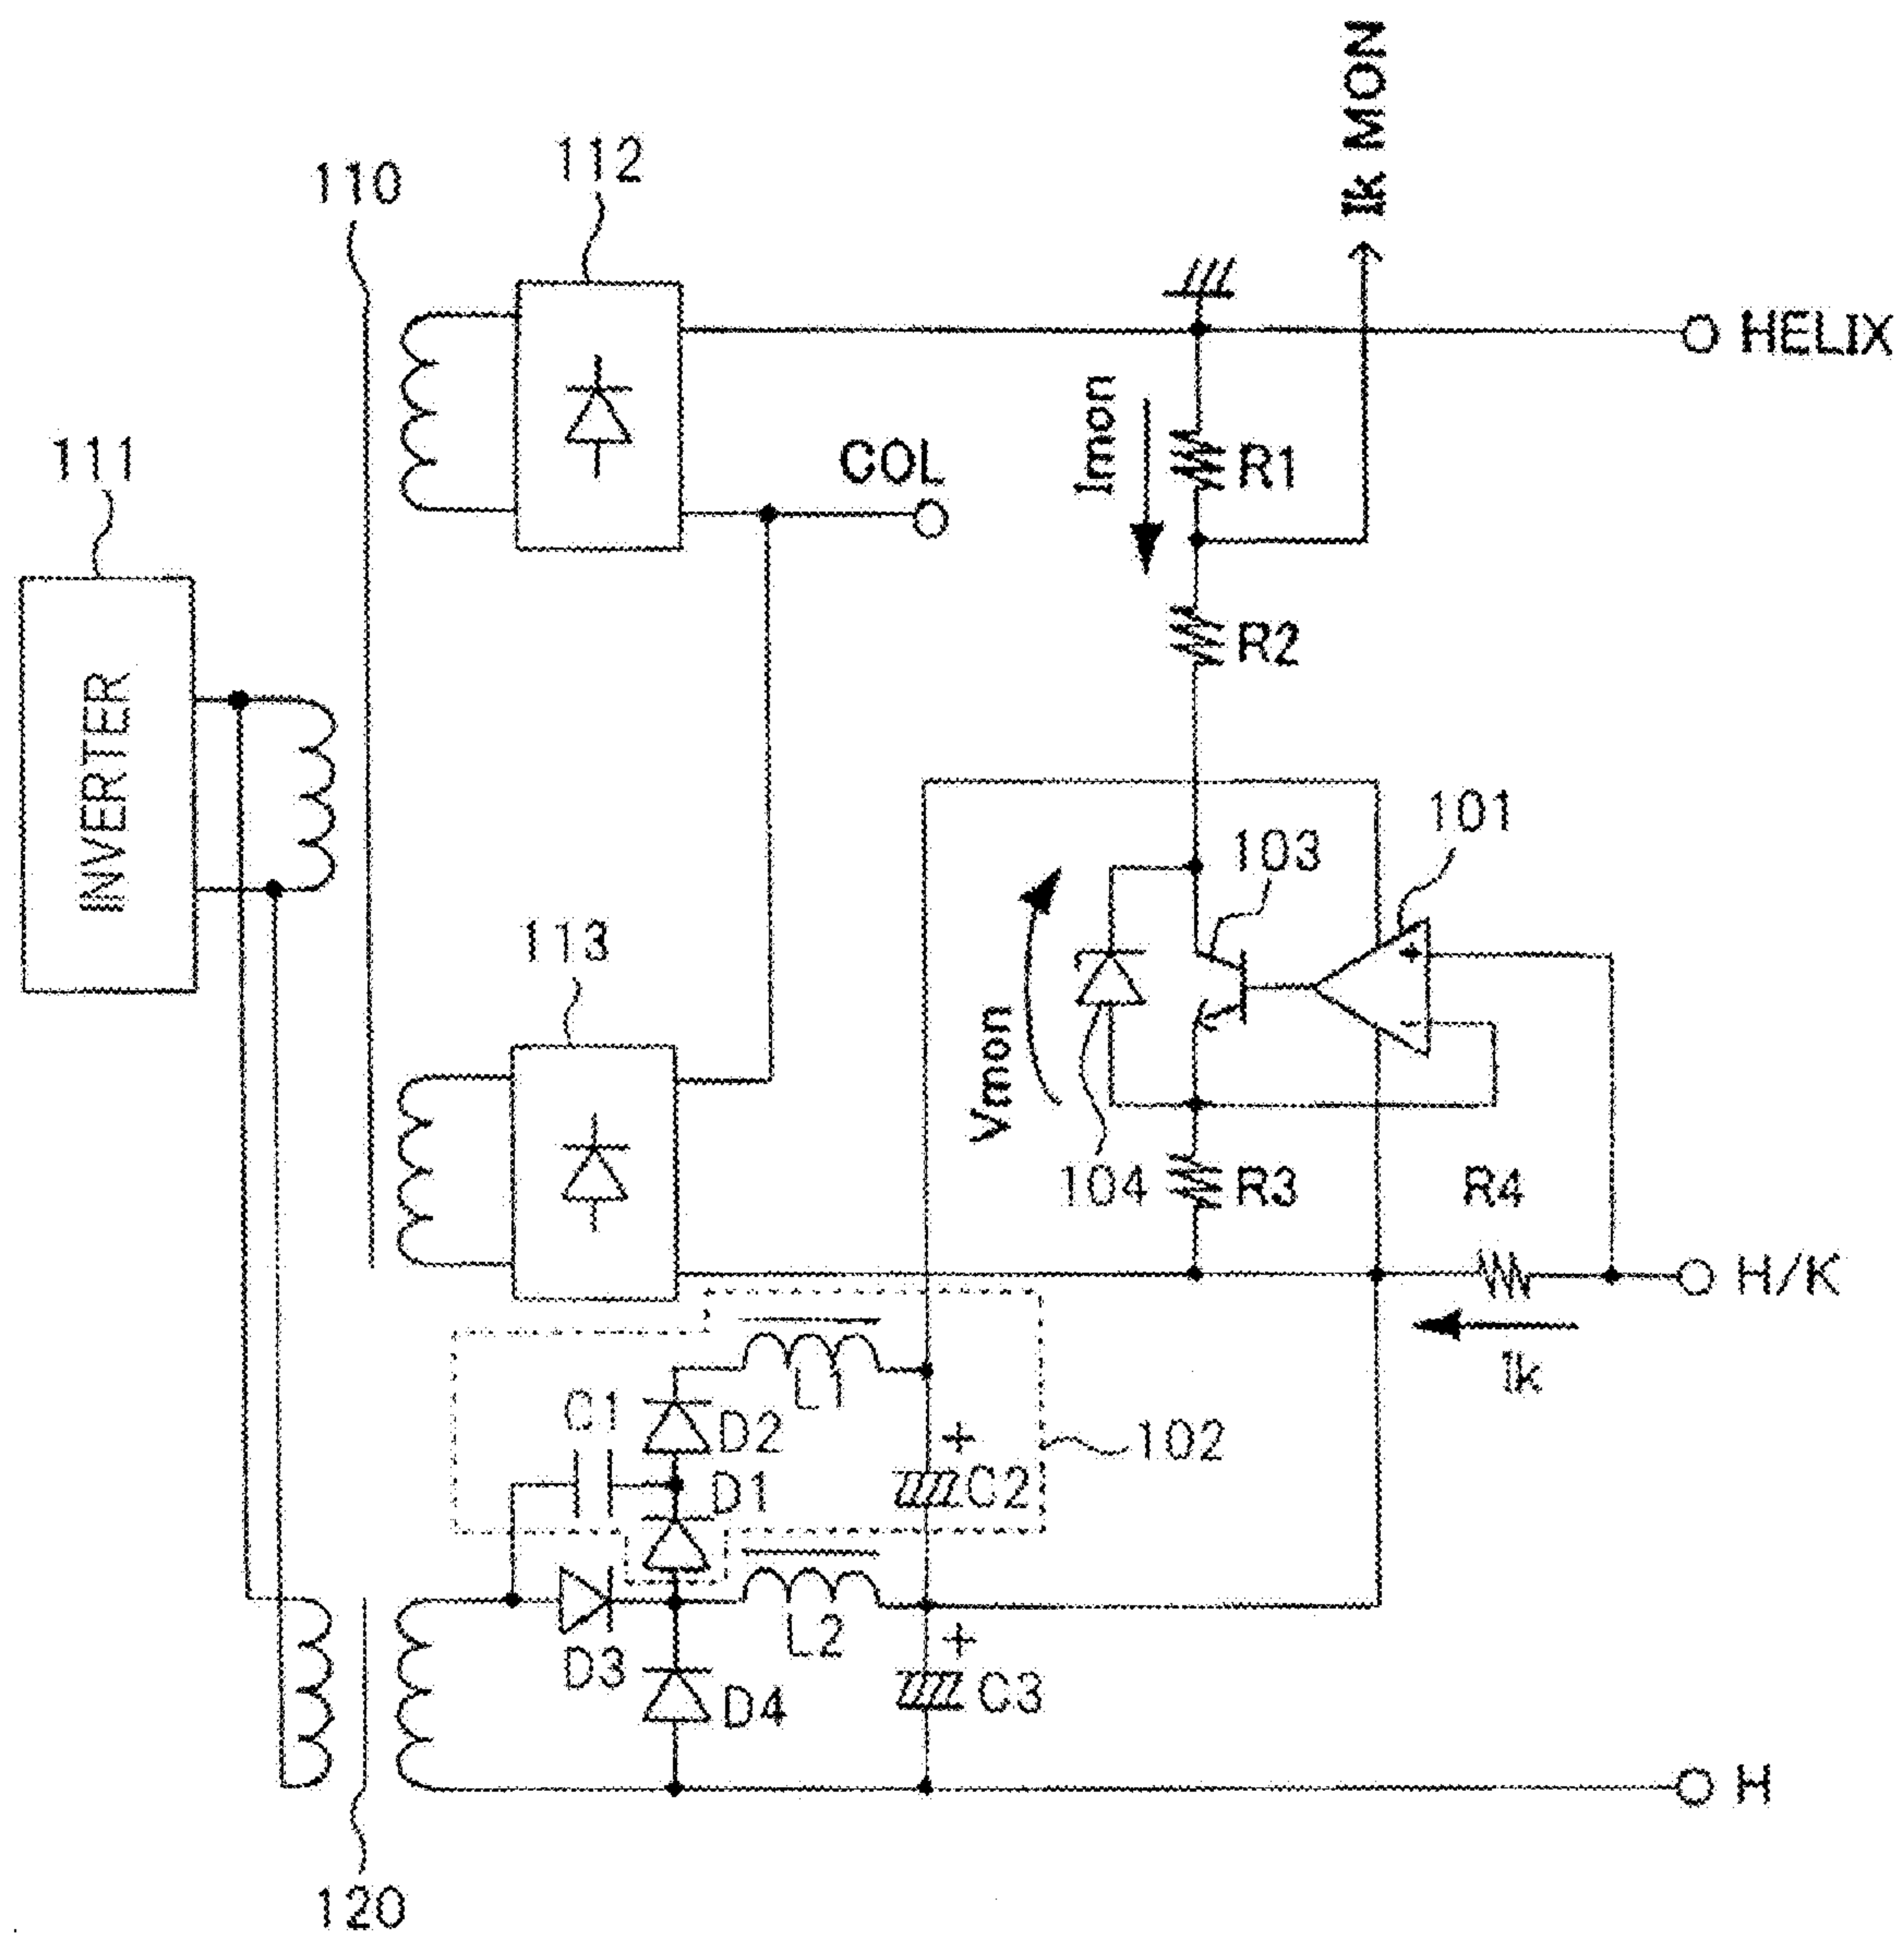 Ik MON
112
110
HELIX
Imon
111
COL
R1
INVERTER
R2
101
103
113
Vmon
104
R3
R4
H/K
Ik
L1
C1
D2
102
D1
C2
L2
D3
C3
D4
H
120
+
-
+
+